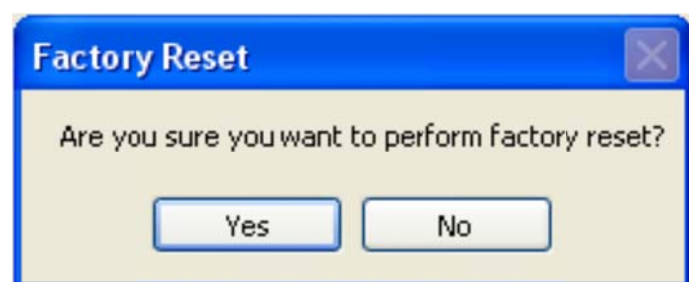 Factory Reset
Are you sure you want to perform factory reset?
Yes No